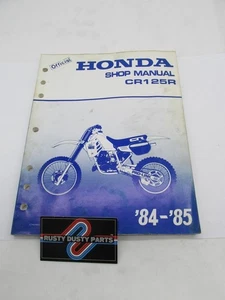 Official
HONDA
SHOP MANUAL
CR125R
'84-'85
RUSTY DUSTY PARTS